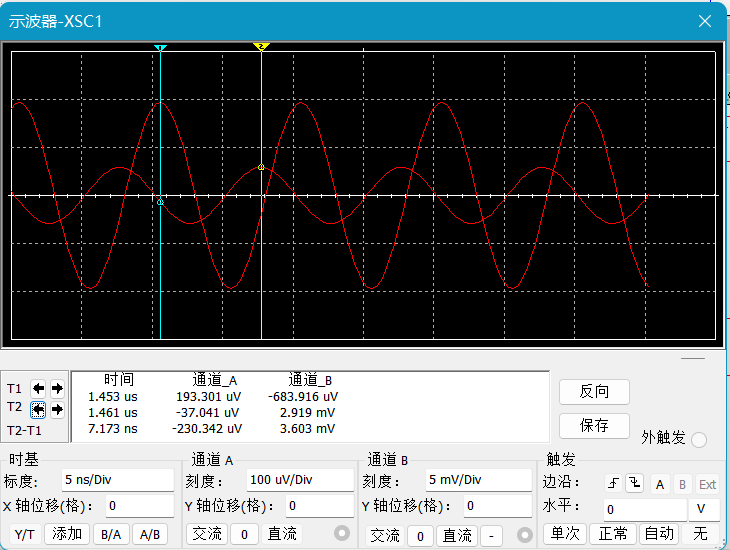 示波器-XSC1
1 2
时间 通道_A 通道_B
T1 1.453 us 193.301 uV -683.916 uV
T2 1.461 us -37.041 uV 2.919 mV
T2-T1 7.173 ns -230.342 uV 3.603 mV
反向
保存
外触发
时基 通道 A 通道 B 触发
标度: 5 ns/Div 刻度: 100 uV/Div 刻度: 5 mV/Div 边沿: A B Ext
X 轴位移(格): 0 Y 轴位移(格): 0 Y 轴位移(格): 0 水平: 0 V
Y/T 添加 B/A A/B 交流 0 直流 交流 0 直流 - 单次 正常 自动 无